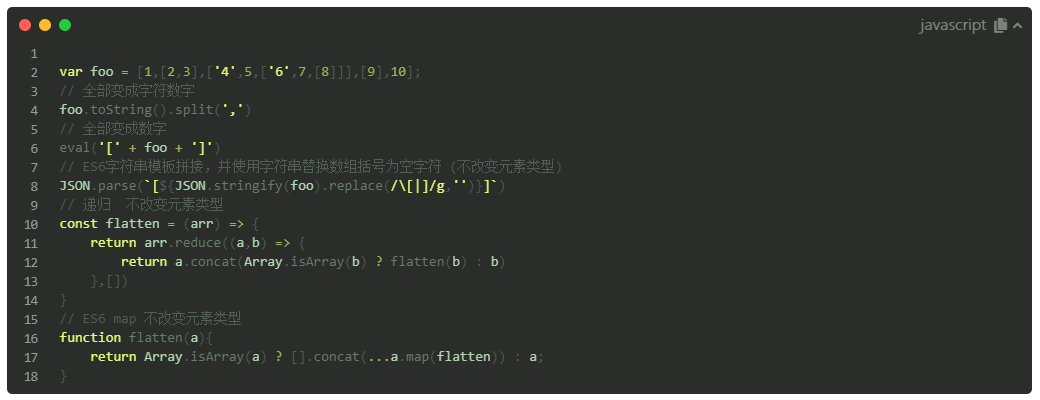 javascript
1
2 var foo = [1,[2,3],['4',5,['6',7,[8]]],[9],10];
3 // 全部变成字符数字
4 foo.toString().split(',')
5 // 全部变成数字
6 eval('[' + foo + ']')
7 // ES6字符串模板拼接，并使用字符串替换数组括号为空字符 (不改变元素类型)
8 JSON.parse(`[${JSON.stringify(foo).replace(/\[|]/g,'')}]`)
9 // 递归  不改变元素类型
10 const flatten = (arr) => {
11     return arr.reduce((a,b) => {
12         return a.concat(Array.isArray(b) ? flatten(b) : b)
13     },[])
14 }
15 // ES6 map 不改变元素类型
16 function flatten(a){
17     return Array.isArray(a) ? [].concat(...a.map(flatten)) : a;
18 }